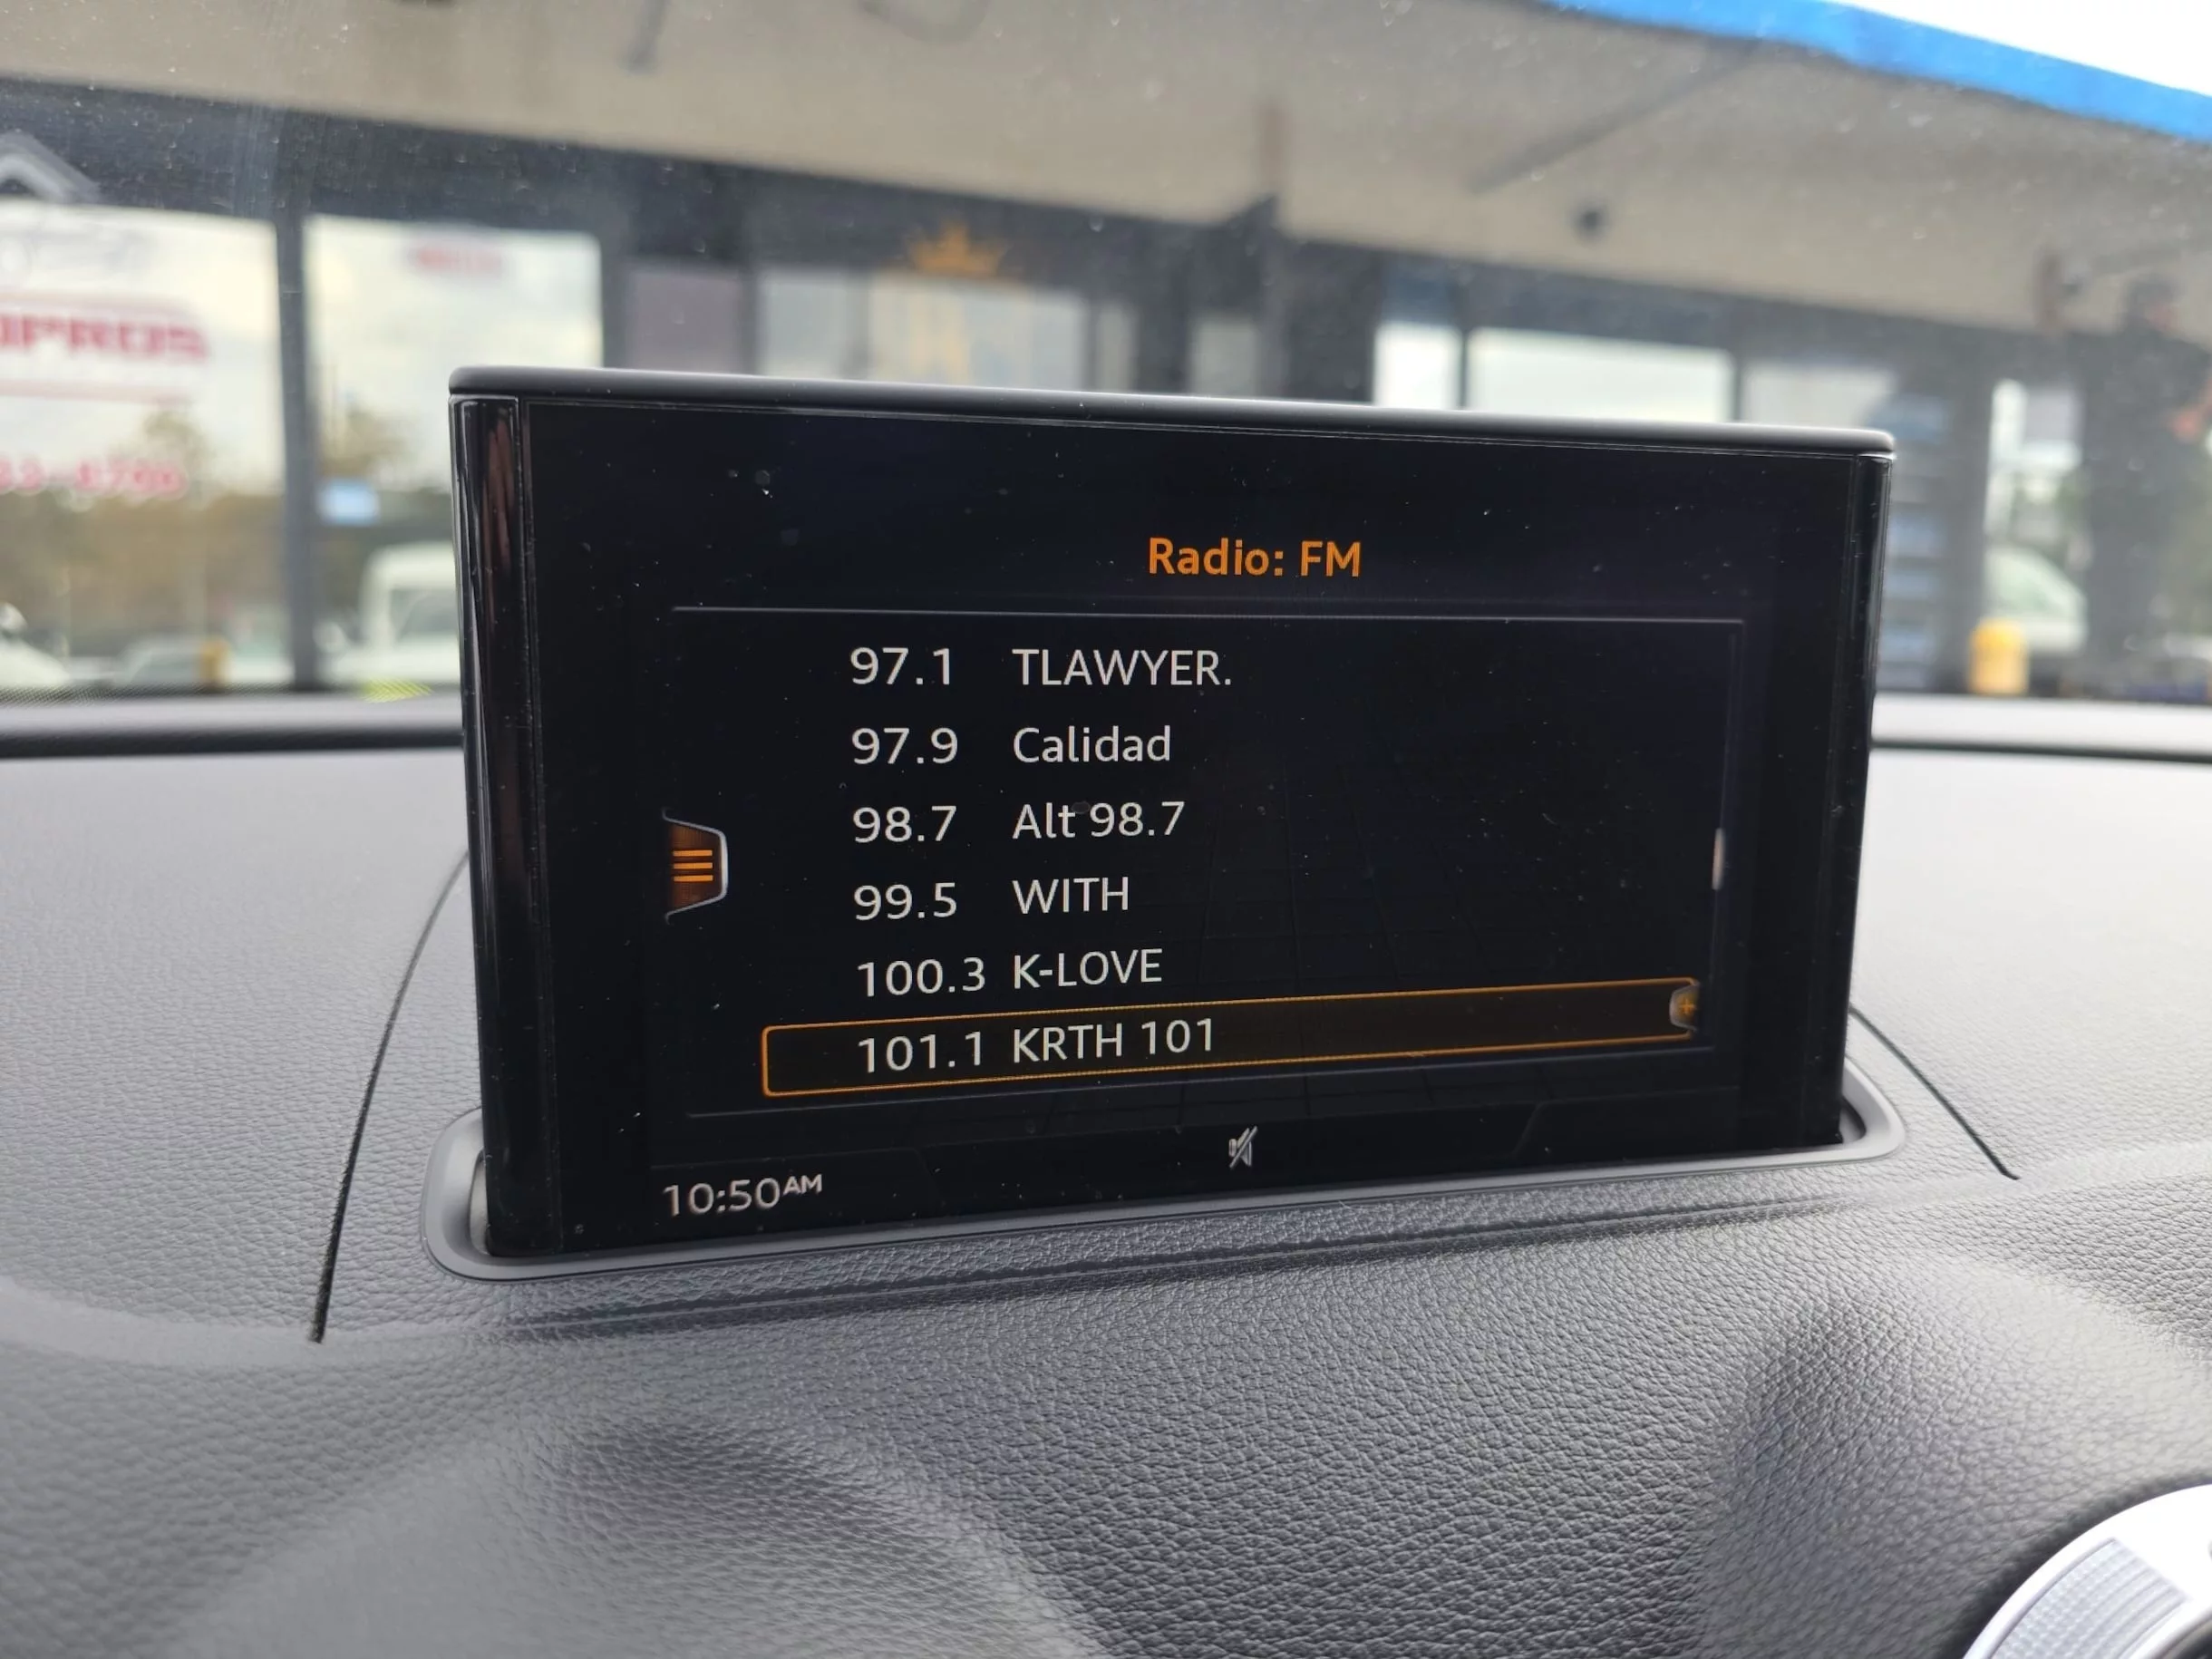 Radio: FM
97.1 TLAWYER.
97.9 Calidad
98.7 Alt 98.7
99.5 WITH
100.3 K-LOVE
101.1 KRTH 101
10:50AM